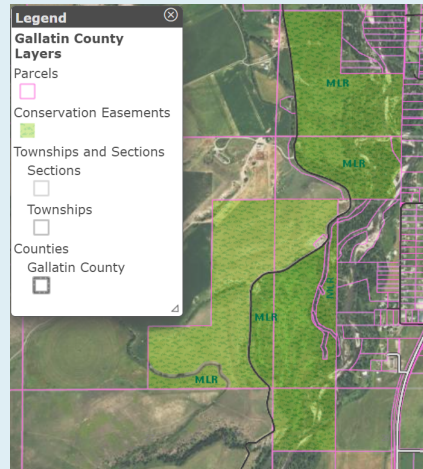 Legend
Gallatin County
Layers
Parcels
Conservation Easements
Townships and Sections
Sections
Townships
Counties
Gallatin County
MLR
MLR
MLR
MLR
MLR